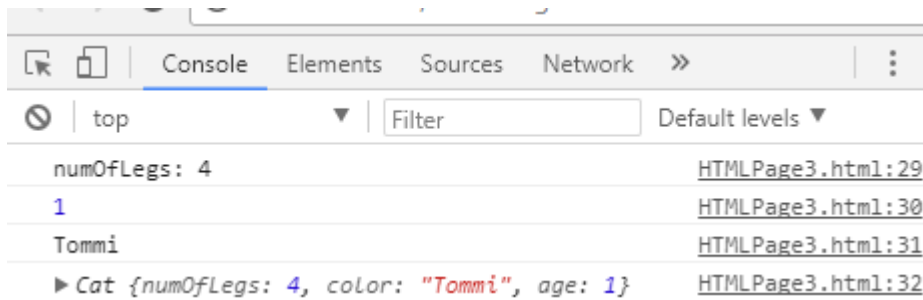 Console Elements Sources Network »
top ▼ Filter Default levels ▼
numOfLegs: 4 HTMLPage3.html:29
1 HTMLPage3.html:30
Tommi HTMLPage3.html:31
▶ Cat {numOfLegs: 4, color: "Tommi", age: 1} HTMLPage3.html:32